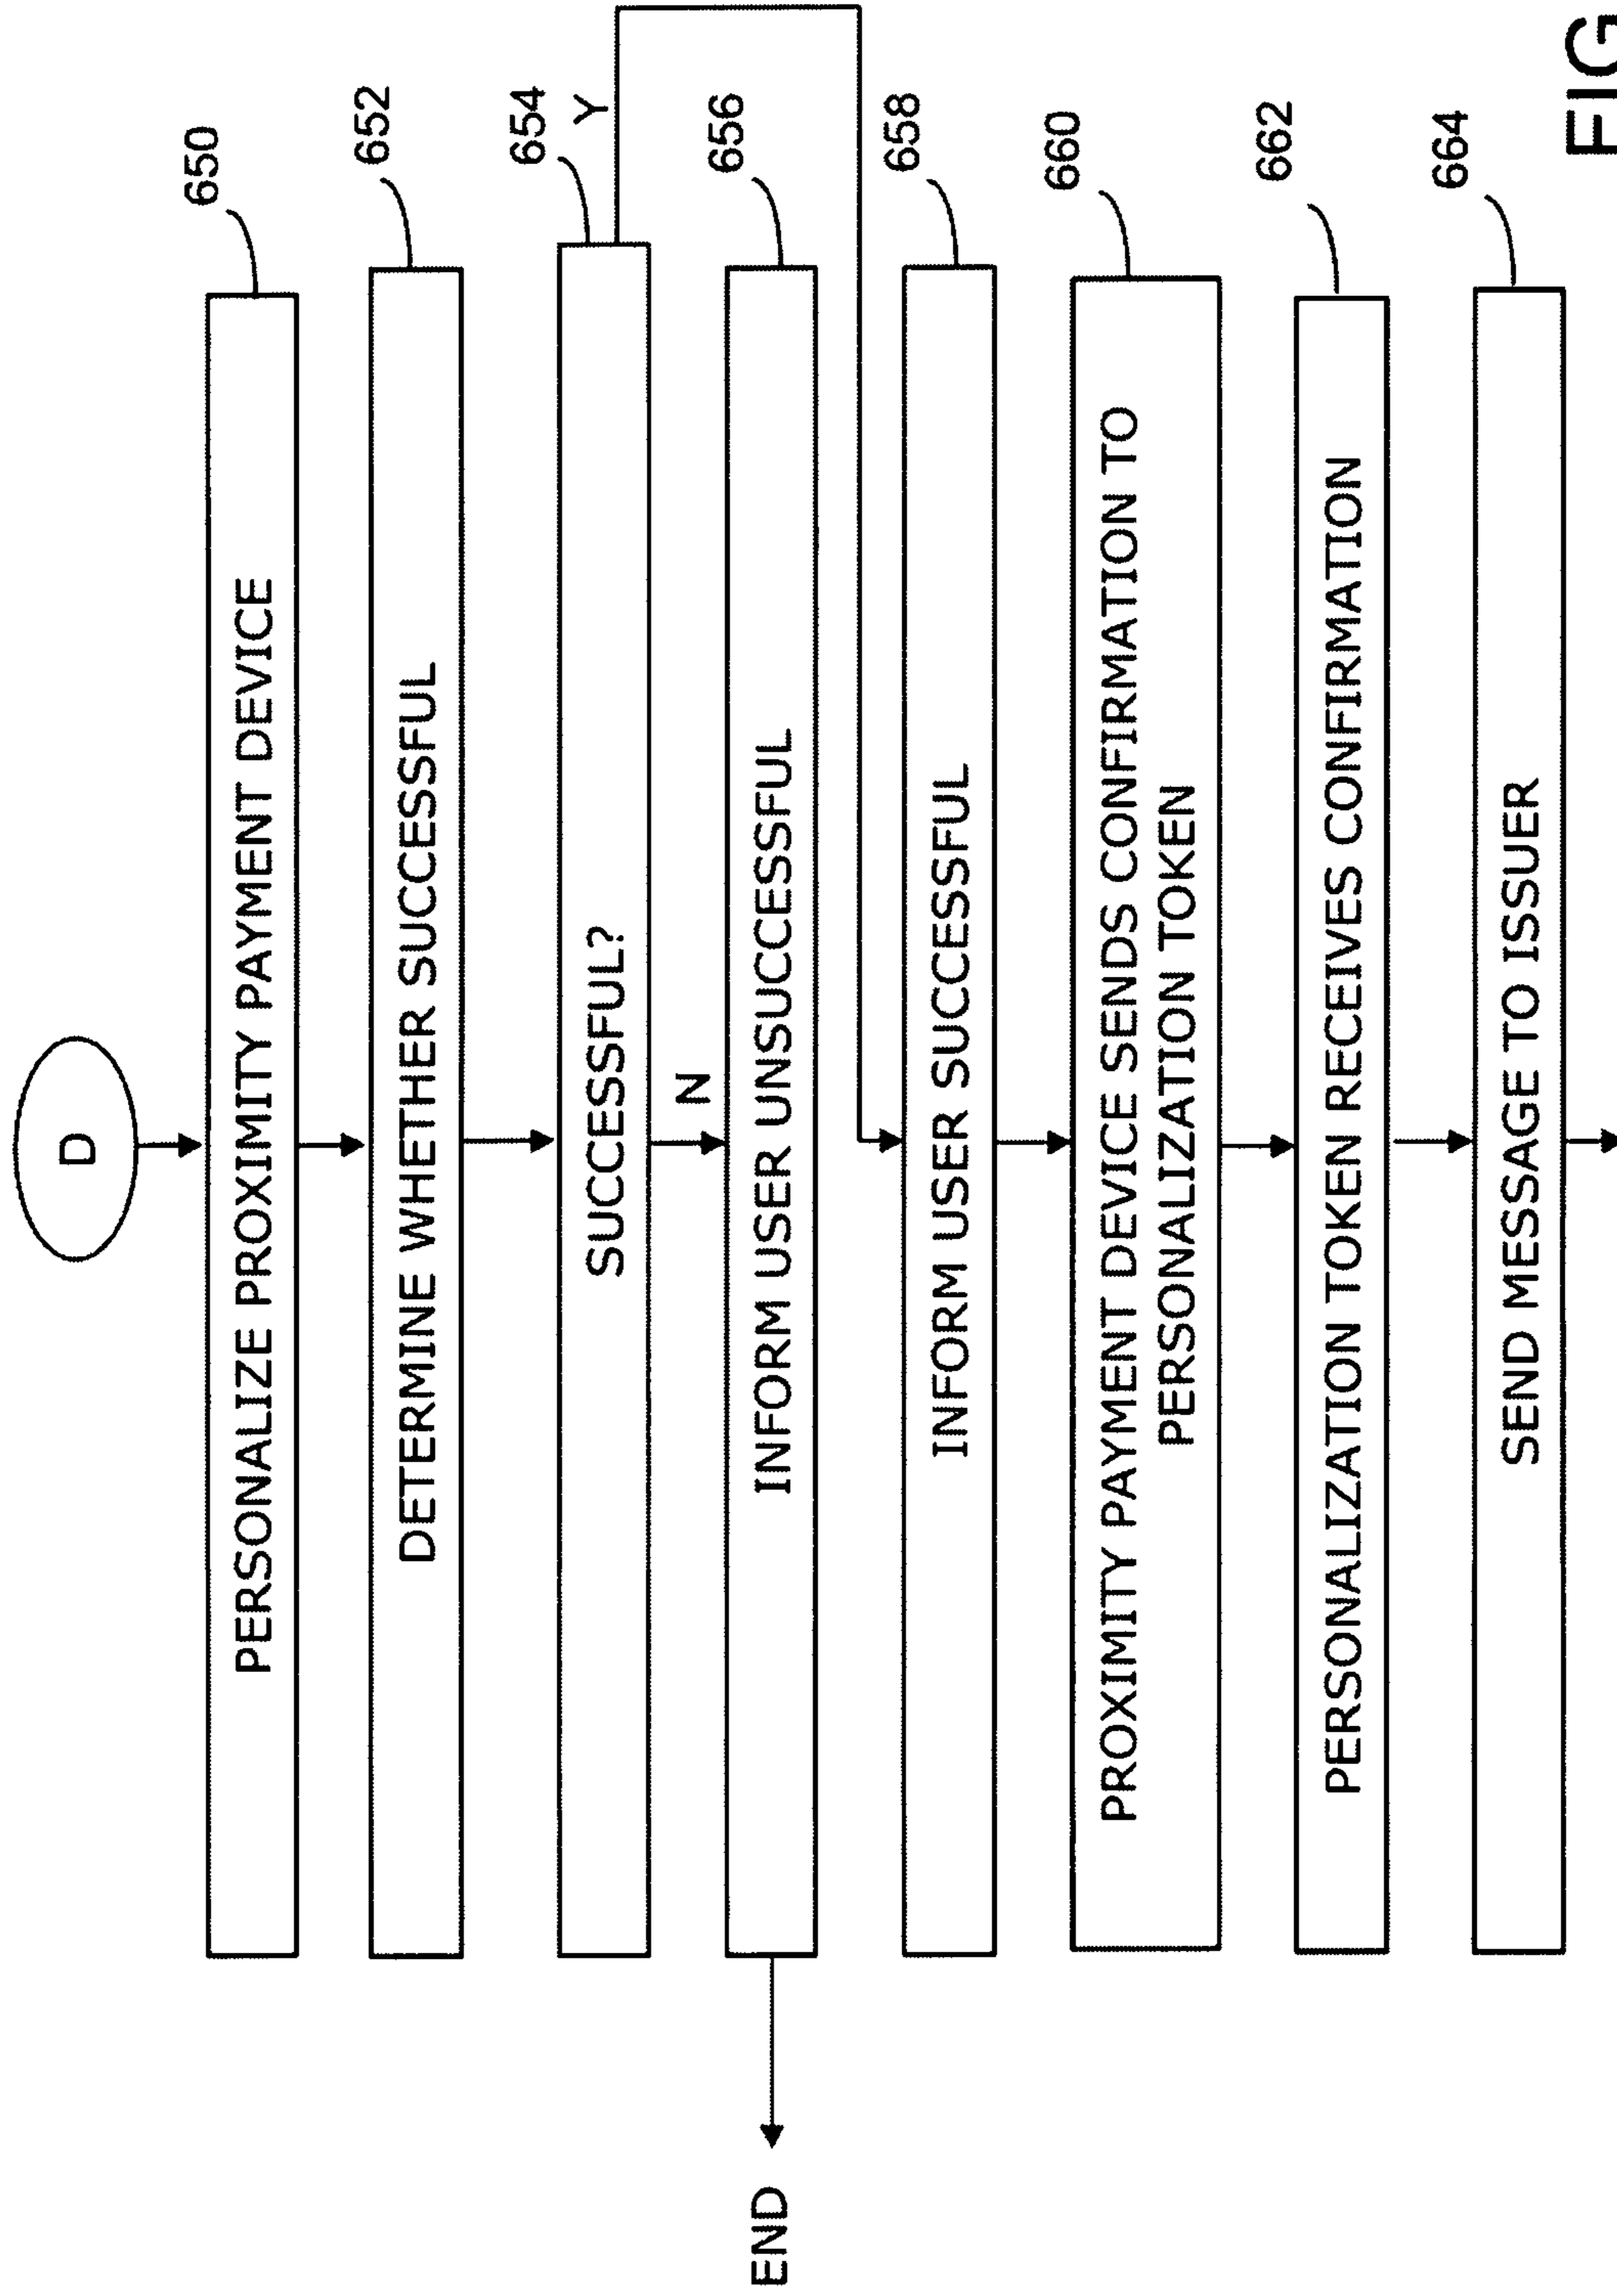 D
650
PERSONALIZE PROXIMITY PAYMENT DEVICE
652
DETERMINE WHETHER SUCCESSFUL
654
SUCCESSFUL?
Y
N
656
INFORM USER UNSUCCESSFUL
END
658
INFORM USER SUCCESSFUL
660
PROXIMITY PAYMENT DEVICE SENDS CONFIRMATION TO
PERSONALIZATION TOKEN
662
PERSONALIZATION TOKEN RECEIVES CONFIRMATION
664
SEND MESSAGE TO ISSUER
FIG